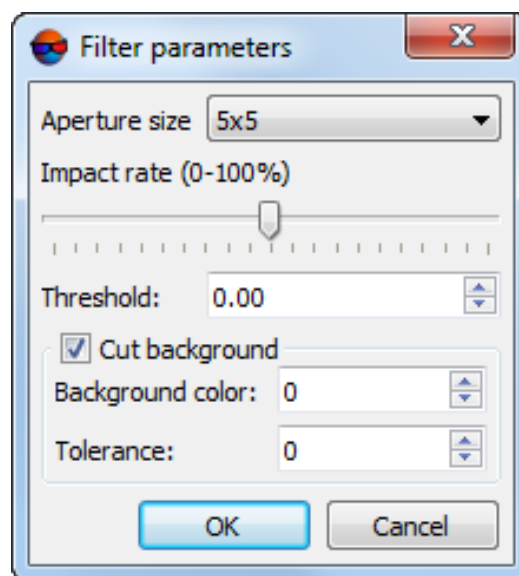 Filter parameters
Aperture size 5x5
Impact rate (0-100%)
Threshold: 0.00
Cut background
Background color: 0
Tolerance: 0
OK Cancel